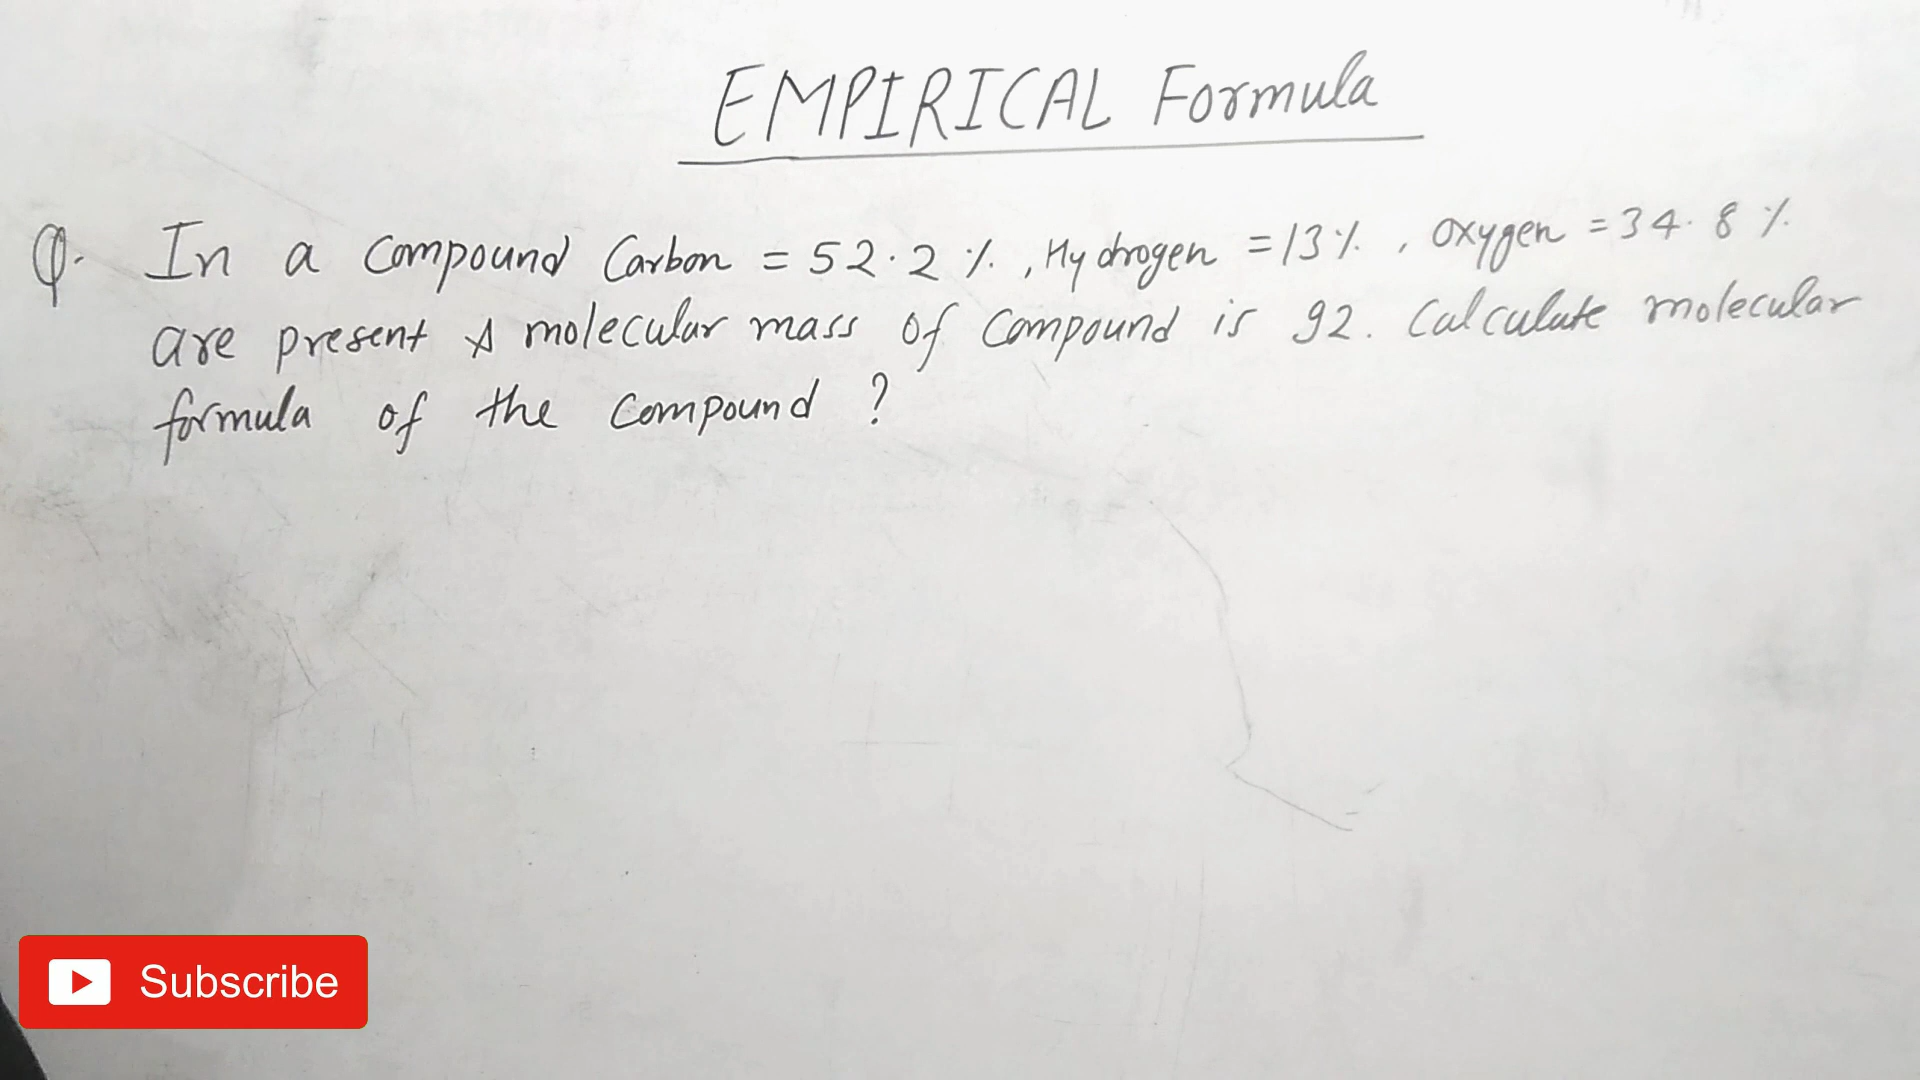 EMPIRICAL Formula
Q. In a Compound Carbon = 52.2 %, Hydrogen = 13%, Oxygen = 34.8 %
are present & molecular mass of Compound is 92. Calculate molecular
formula of the Compound ?
Subscribe